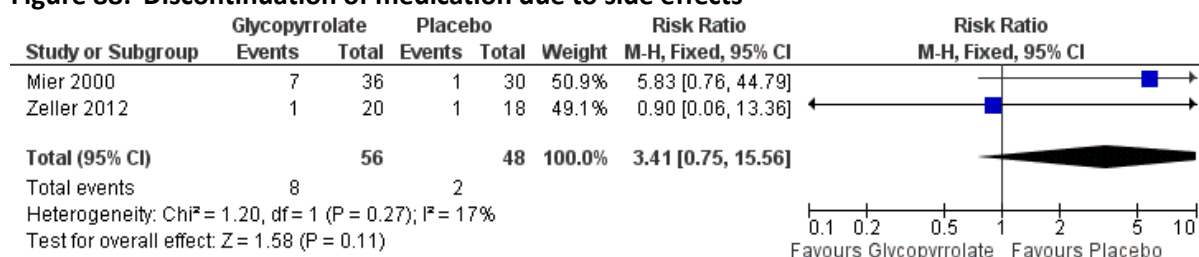 Figure 88: Discontinuation of medication due to side effects
Glycopyrrolate Placebo Risk Ratio Risk Ratio
Study or Subgroup Events Total Events Total Weight M-H, Fixed, 95% CI M-H, Fixed, 95% CI
Mier 2000 7 36 1 30 50.9% 5.83 [0.76, 44.79]
Zeller 2012 1 20 1 18 49.1% 0.90 [0.06, 13.36]
Total (95% CI) 56 48 100.0% 3.41 [0.75, 15.56]
Total events 8 2
Heterogeneity: Chi² = 1.20, df = 1 (P = 0.27); I² = 17%
Test for overall effect: Z = 1.58 (P = 0.11)
0.1 0.2 0.5 1 2 5 10
Favours Glycopyrrolate Favours Placebo